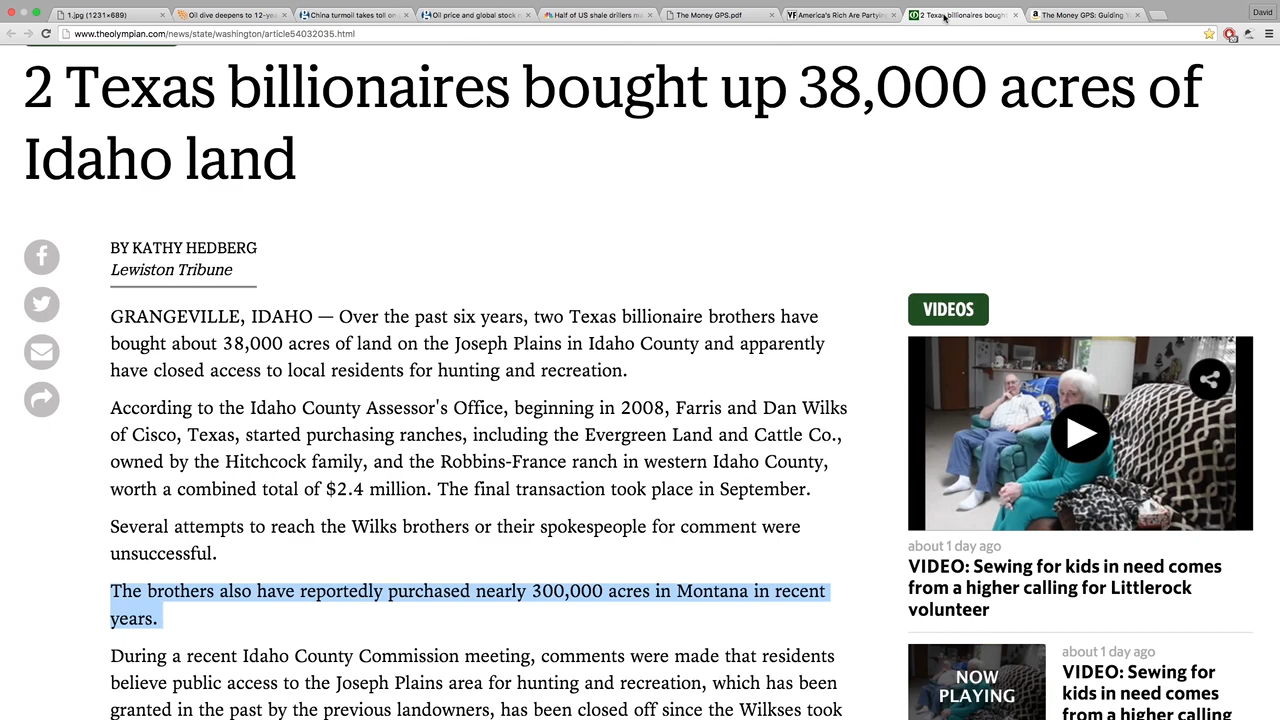 1.jpg (1231×689)
Oil dive deepens to 12-yea
China turmoil takes toll on
Oil price and global stock m
Half of US shale drillers m
The Money GPS.pdf
America's Rich Are Partyin
2 Texas billionaires bough
The Money GPS: Guiding Y
David
www.theolympian.com/news/state/washington/article54032035.html
2 Texas billionaires bought up 38,000 acres of
Idaho land
BY KATHY HEDBERG
Lewiston Tribune
GRANGEVILLE, IDAHO — Over the past six years, two Texas billionaire brothers have
bought about 38,000 acres of land on the Joseph Plains in Idaho County and apparently
have closed access to local residents for hunting and recreation.
According to the Idaho County Assessor's Office, beginning in 2008, Farris and Dan Wilks
of Cisco, Texas, started purchasing ranches, including the Evergreen Land and Cattle Co.,
owned by the Hitchcock family, and the Robbins-France ranch in western Idaho County,
worth a combined total of $2.4 million. The final transaction took place in September.
Several attempts to reach the Wilks brothers or their spokespeople for comment were
unsuccessful.
The brothers also have reportedly purchased nearly 300,000 acres in Montana in recent
years.
During a recent Idaho County Commission meeting, comments were made that residents
believe public access to the Joseph Plains area for hunting and recreation, which has been
granted in the past by the previous landowners, has been closed off since the Wilkses took
VIDEOS
about 1 day ago
VIDEO: Sewing for kids in need comes
from a higher calling for Littlerock
volunteer
NOW
PLAYING
about 1 day ago
VIDEO: Sewing for
kids in need comes
from a higher calling